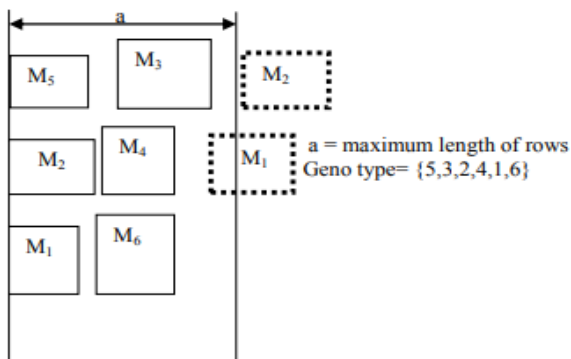 a
M₃
M₅
M₂
M₂
M₄
M₁
a = maximum length of rows
Geno type= {5,3,2,4,1,6}
M₁
M₆